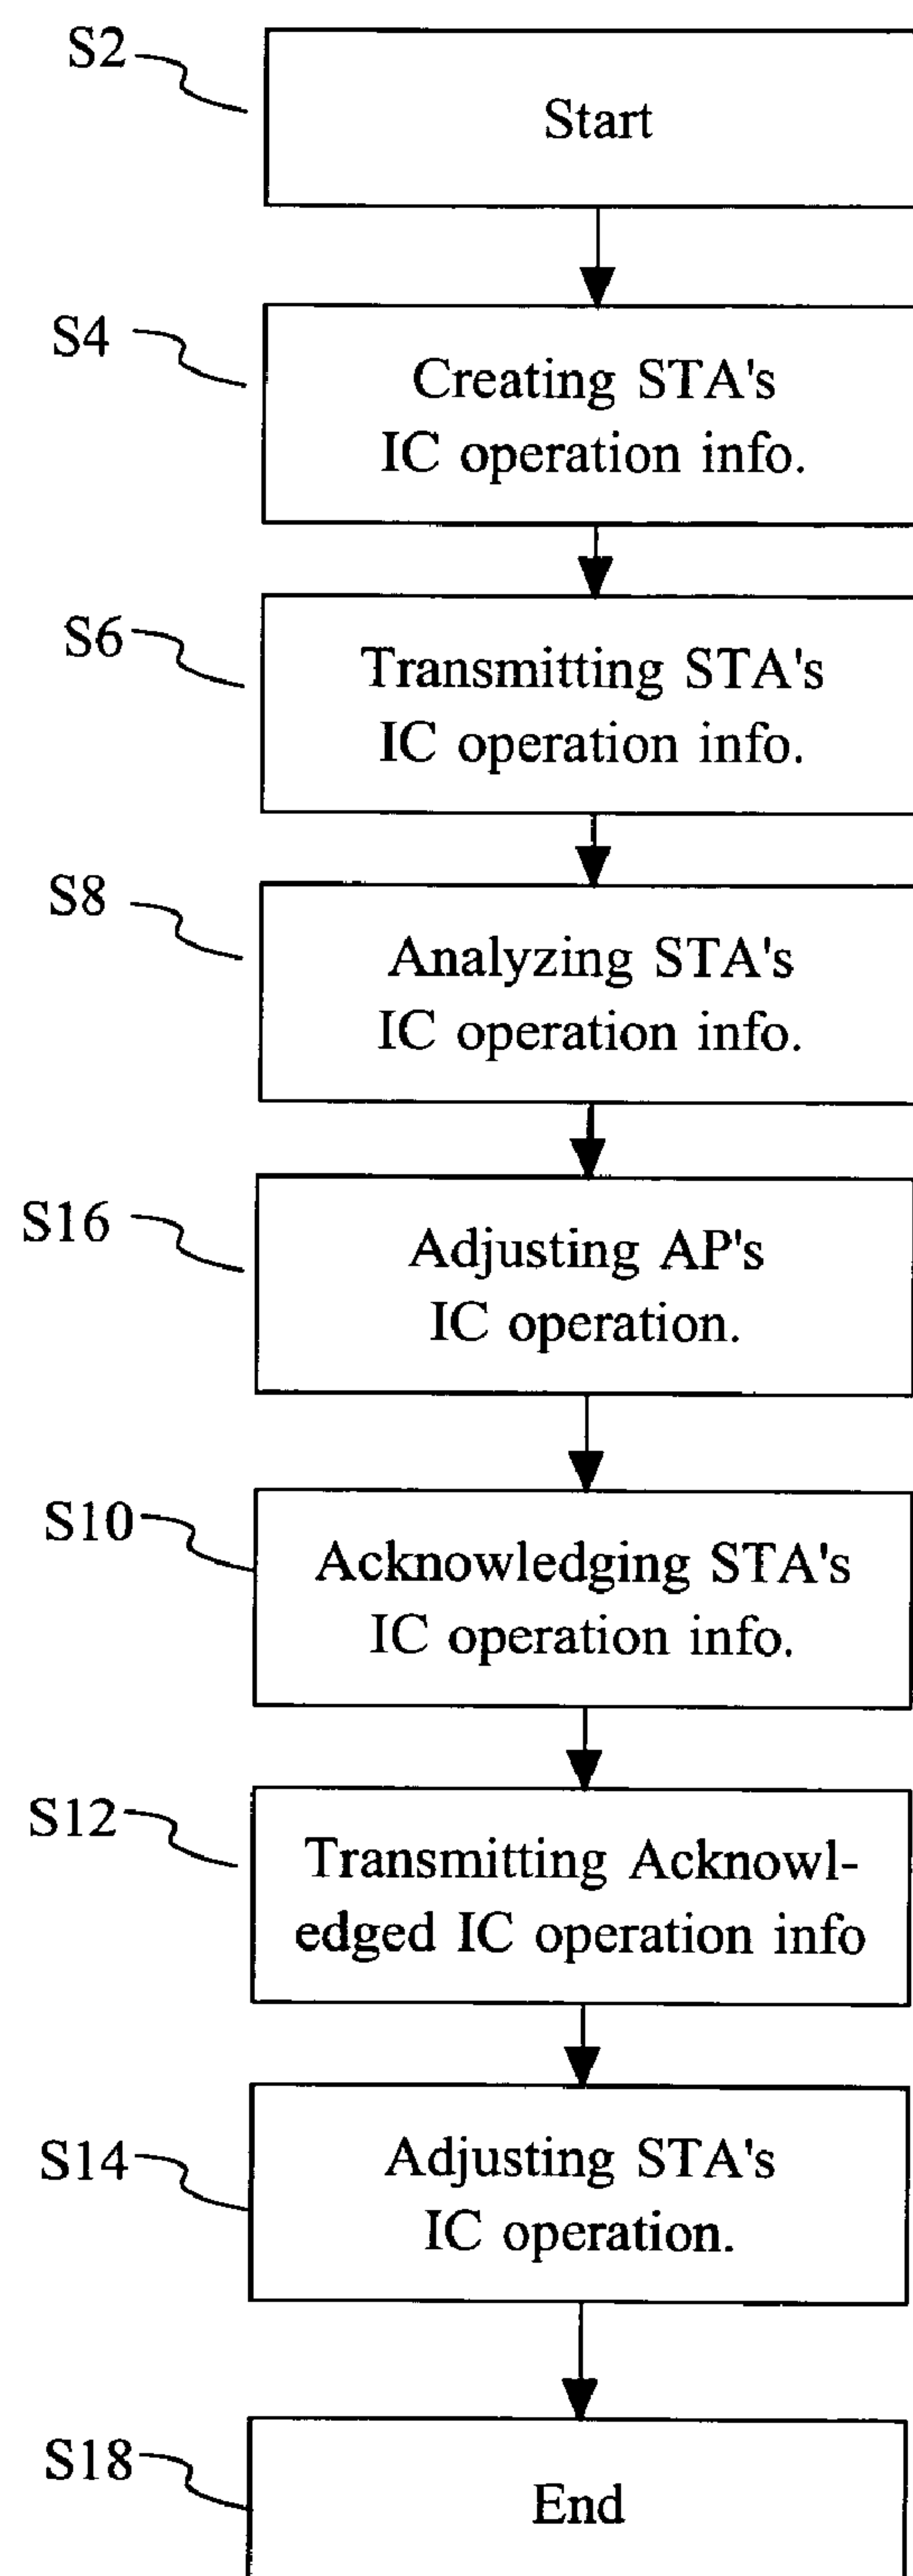 S2
Start
S4
Creating STA's
IC operation info.
S6
Transmitting STA's
IC operation info.
S8
Analyzing STA's
IC operation info.
S16
Adjusting AP's
IC operation.
S10
Acknowledging STA's
IC operation info.
S12
Transmitting Acknowl-
edged IC operation info
S14
Adjusting STA's
IC operation.
S18
End